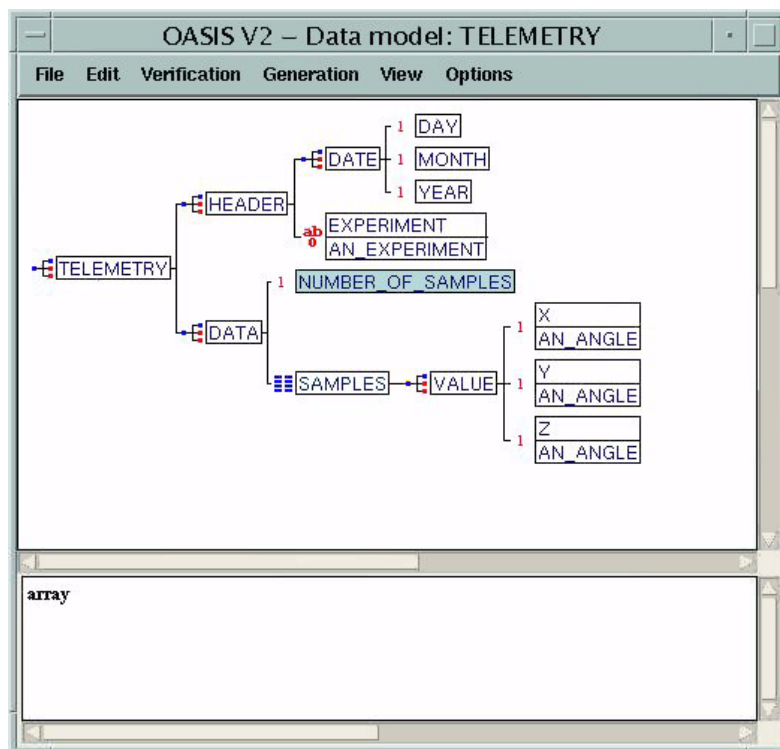 OASIS V2 – Data model: TELEMETRY
File Edit Verification Generation View Options
1 DAY
DATE 1 MONTH
1 YEAR
HEADER
ab
0
EXPERIMENT
AN_EXPERIMENT
TELEMETRY
1 NUMBER_OF_SAMPLES
DATA
1 X
AN_ANGLE
SAMPLES VALUE 1 Y
AN_ANGLE
1 Z
AN_ANGLE
array